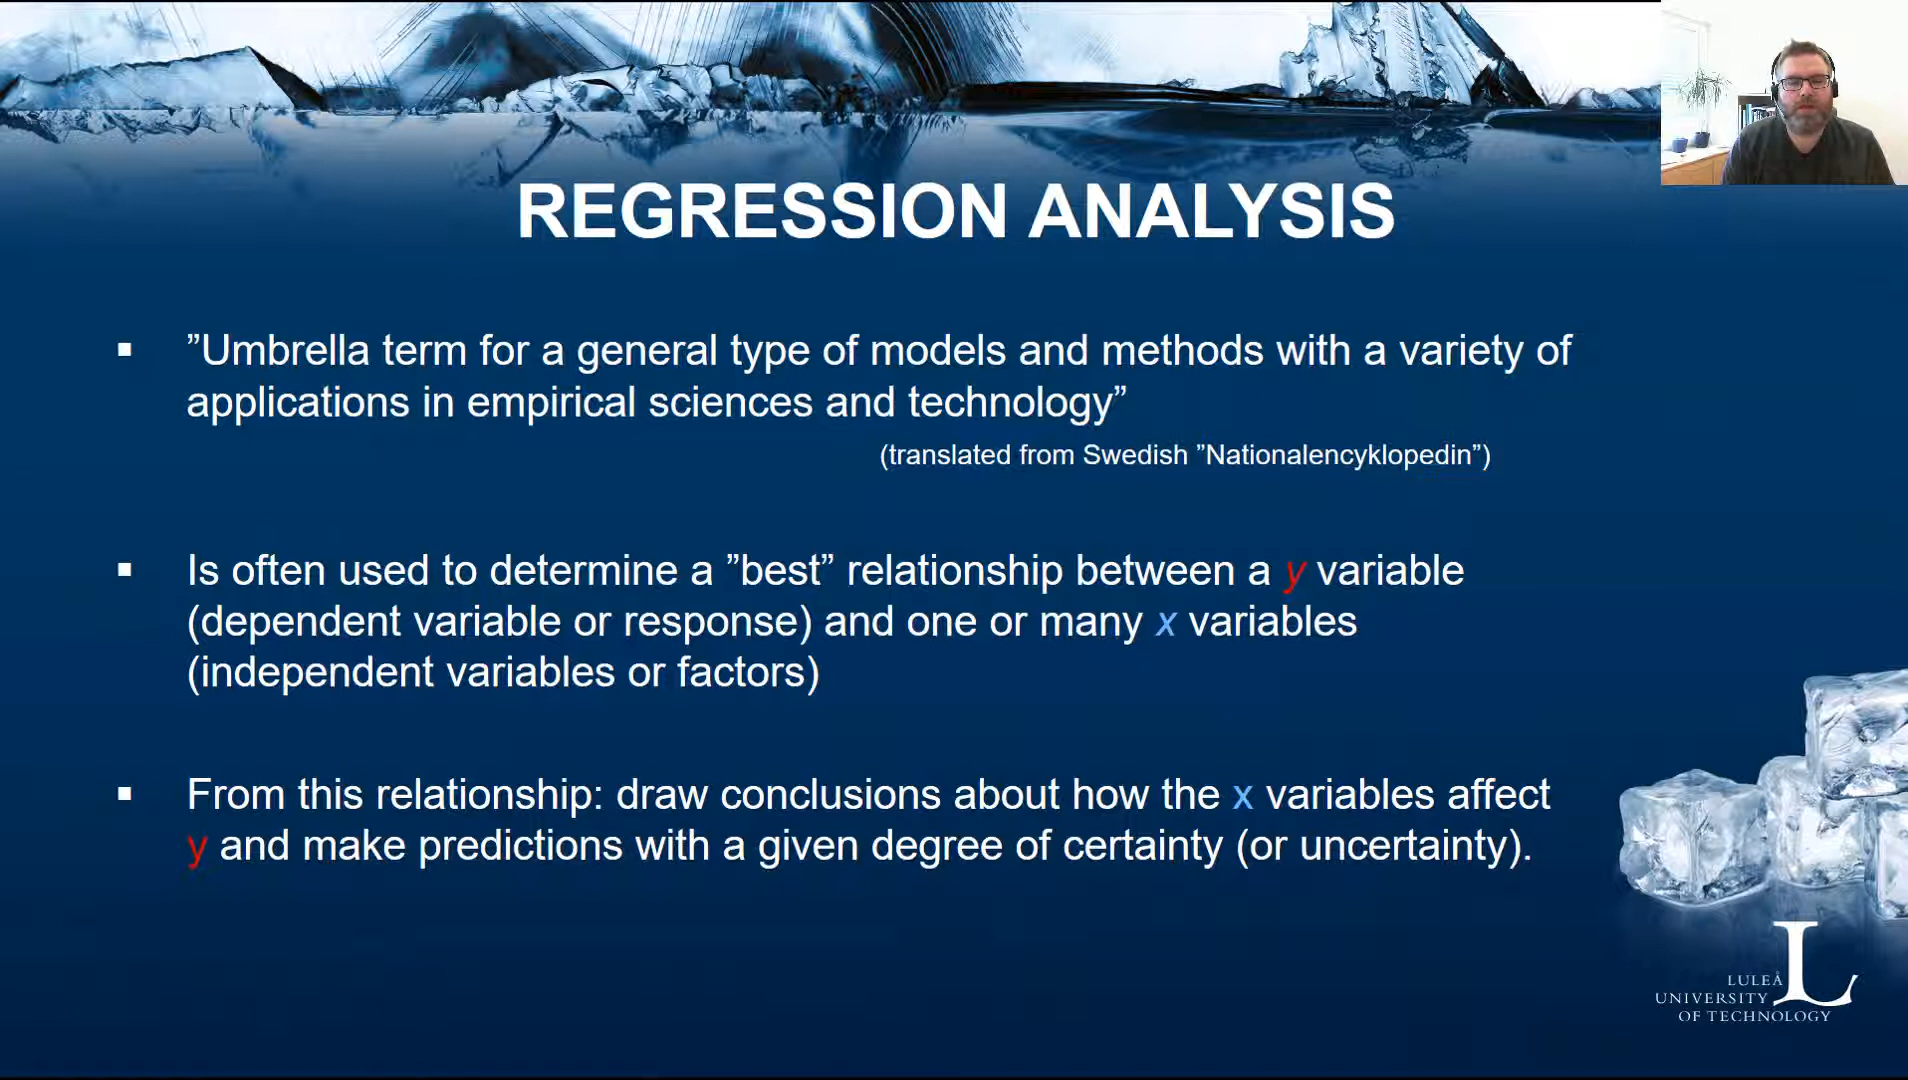 REGRESSION ANALYSIS
▪ ”Umbrella term for a general type of models and methods with a variety of
applications in empirical sciences and technology”
(translated from Swedish ”Nationalencyklopedin”)
▪ Is often used to determine a ”best” relationship between a y variable
(dependent variable or response) and one or many x variables
(independent variables or factors)
▪ From this relationship: draw conclusions about how the x variables affect
y and make predictions with a given degree of certainty (or uncertainty).
L
LULEÅ
UNIVERSITY
OF TECHNOLOGY